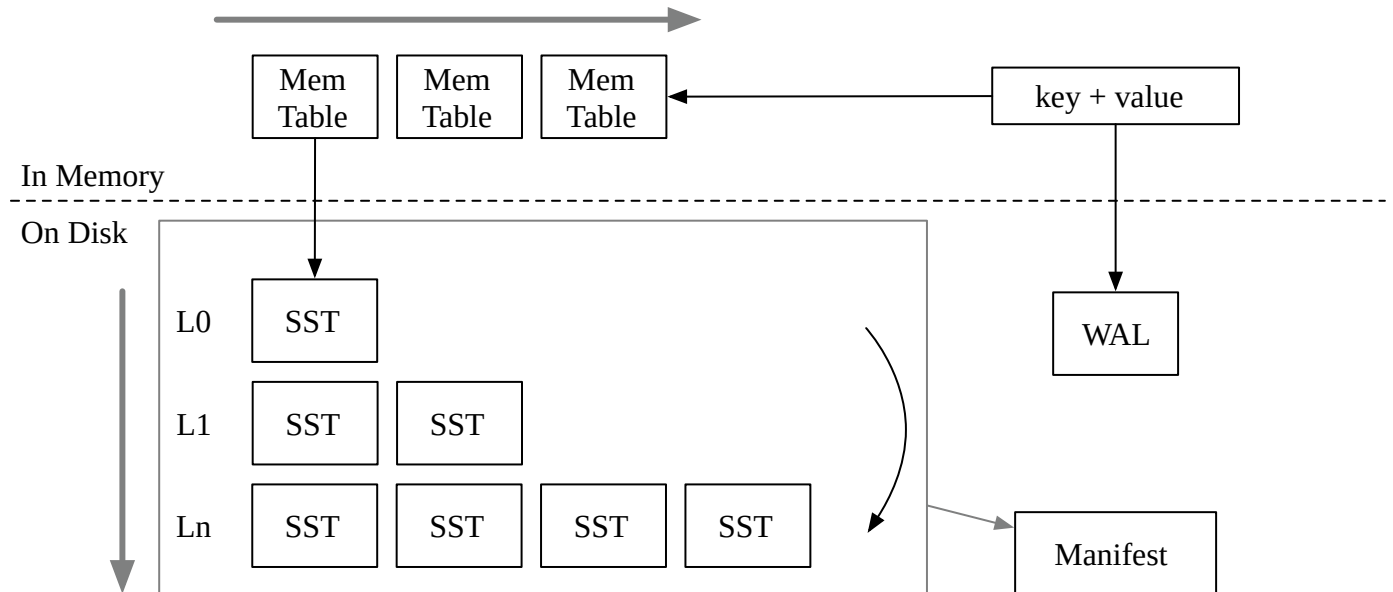 Mem
Table
Mem
Table
Mem
Table
key + value
In Memory
On Disk
L0
SST
WAL
L1
SST
SST
Ln
SST
SST
SST
SST
Manifest